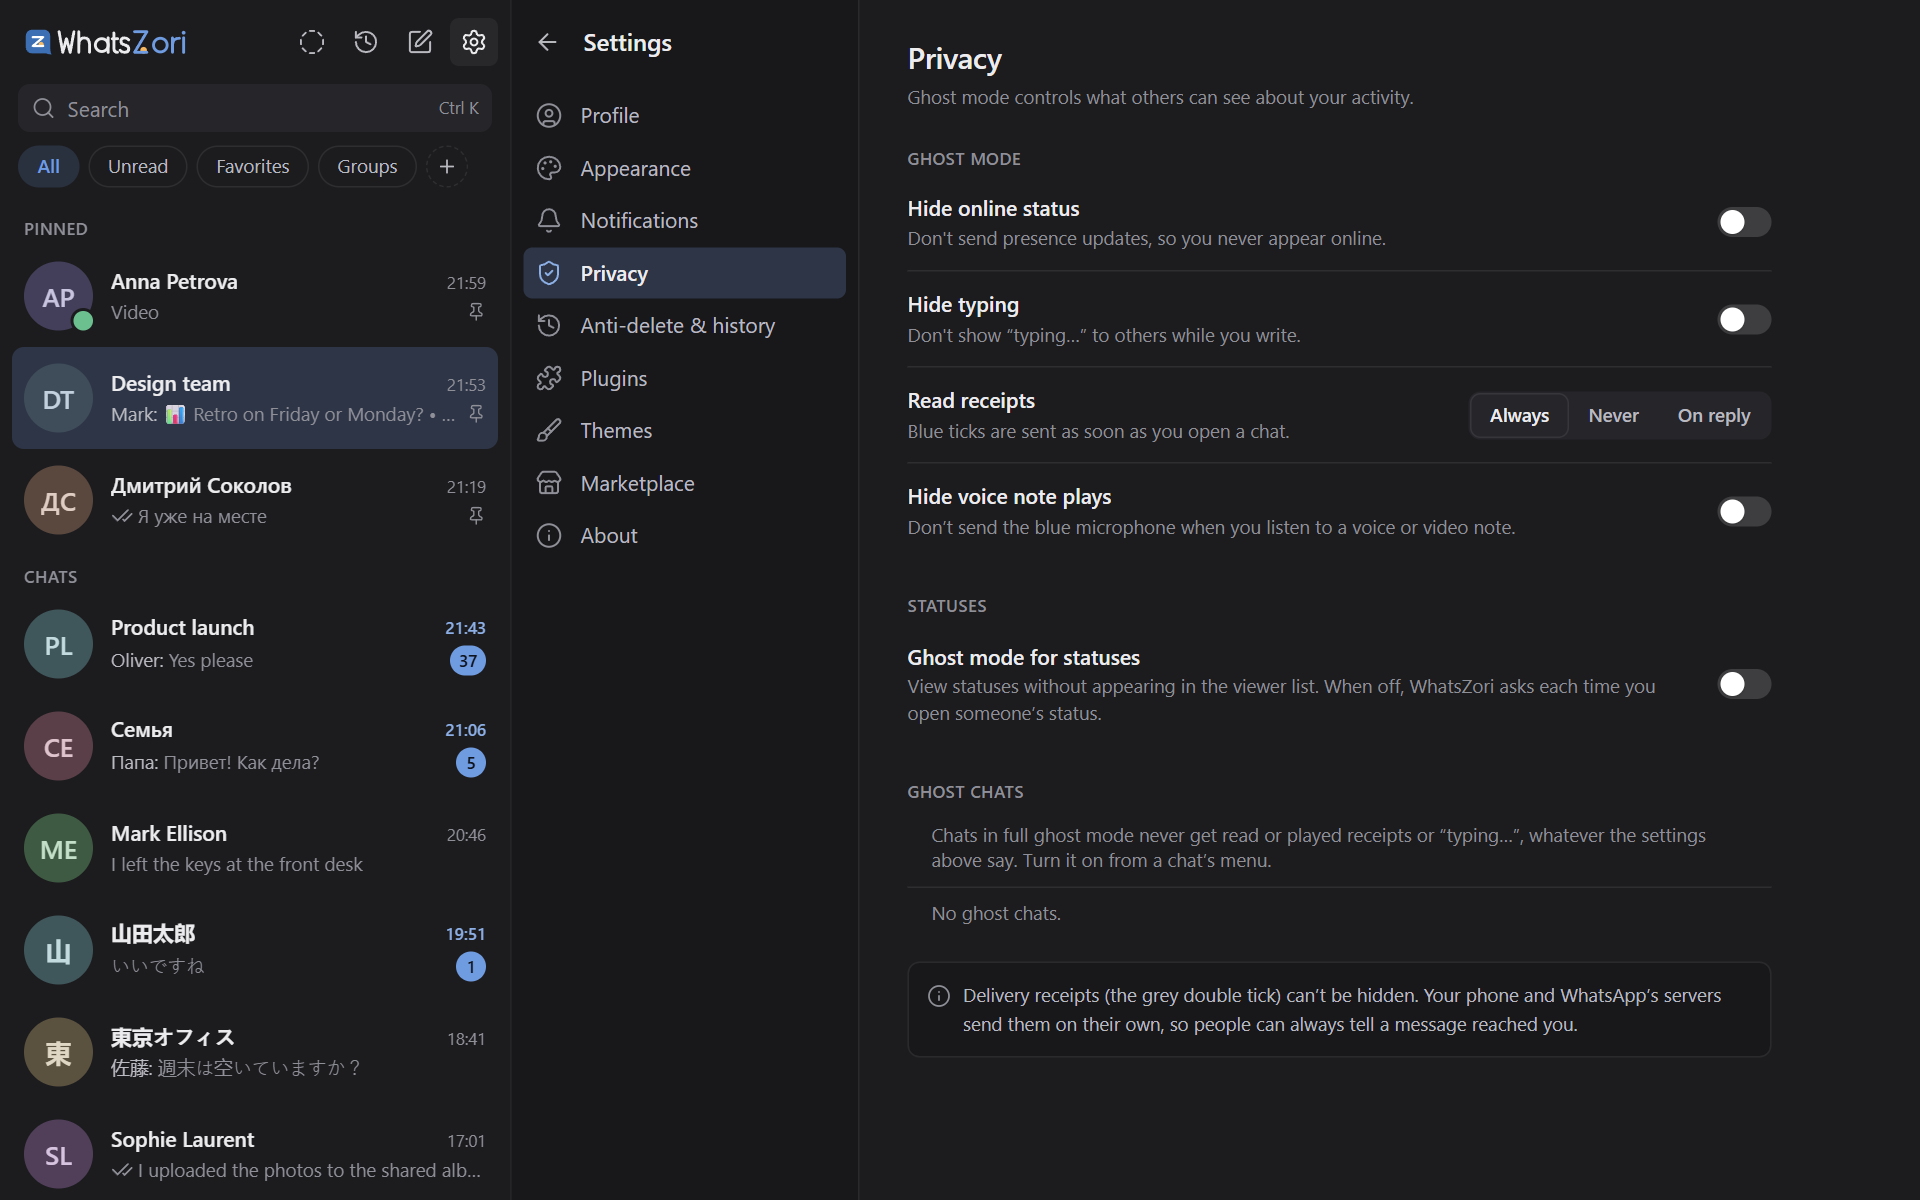 WhatsZori
Search
Ctrl K
All
Unread
Favorites
Groups
PINNED
AP
Anna Petrova
21:59
Video
DT
Design team
21:53
Mark: 📊 Retro on Friday or Monday? • ...
ДС
Дмитрий Соколов
21:19
Я уже на месте
CHATS
PL
Product launch
21:43
Oliver: Yes please
37
СЕ
Семья
21:06
Папа: Привет! Как дела?
5
ME
Mark Ellison
20:46
I left the keys at the front desk
山
山田太郎
19:51
いいですね
1
東
東京オフィス
18:41
佐藤: 週末は空いていますか？
SL
Sophie Laurent
17:01
I uploaded the photos to the shared alb...
Settings
Profile
Appearance
Notifications
Privacy
Anti-delete & history
Plugins
Themes
Marketplace
About
Privacy
Ghost mode controls what others can see about your activity.
GHOST MODE
Hide online status
Don't send presence updates, so you never appear online.
Hide typing
Don't show “typing…” to others while you write.
Read receipts
Blue ticks are sent as soon as you open a chat.
Always
Never
On reply
Hide voice note plays
Don’t send the blue microphone when you listen to a voice or video note.
STATUSES
Ghost mode for statuses
View statuses without appearing in the viewer list. When off, WhatsZori asks each time you
open someone’s status.
GHOST CHATS
Chats in full ghost mode never get read or played receipts or “typing…”, whatever the settings
above say. Turn it on from a chat’s menu.
No ghost chats.
Delivery receipts (the grey double tick) can’t be hidden. Your phone and WhatsApp’s servers
send them on their own, so people can always tell a message reached you.